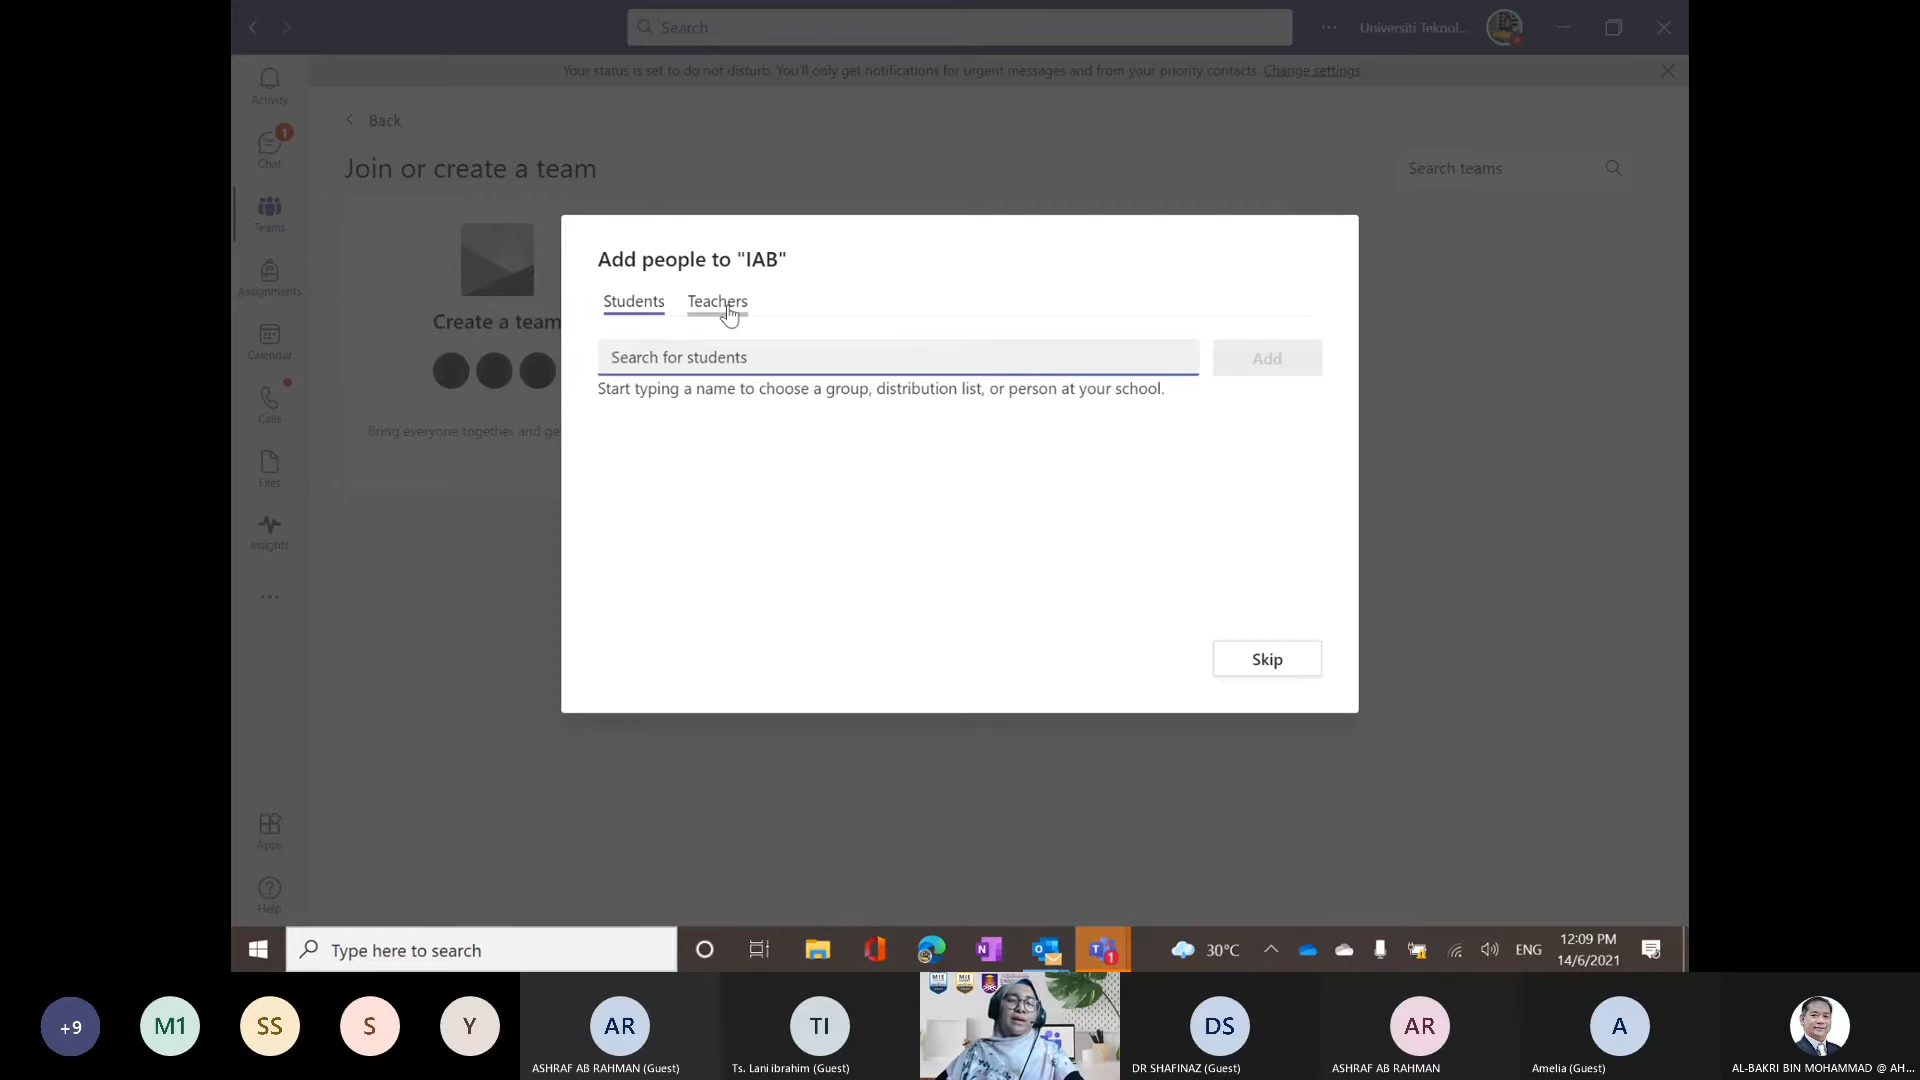 Search
Universiti Teknol...
Your status is set to do not disturb. You'll only get notifications for urgent messages and from your priority contacts. Change settings
Activity
1
Chat
Teams
Assignments
Calendar
Calls
Files
Insights
Apps
Help
Back
Join or create a team
Search teams
Create a team
Bring everyone together and ge
Add people to "IAB"
Students
Teachers
Search for students
Add
Start typing a name to choose a group, distribution list, or person at your school.
Skip
Type here to search
1
30°C
ENG
12:09 PM
14/6/2021
+9
M1
SS
S
Y
AR
ASHRAF AB RAHMAN (Guest)
TI
Ts. Lani ibrahim (Guest)
DS
DR SHAFINAZ (Guest)
AR
ASHRAF AB RAHMAN
A
Amelia (Guest)
AL-BAKRI BIN MOHAMMAD @ AH...